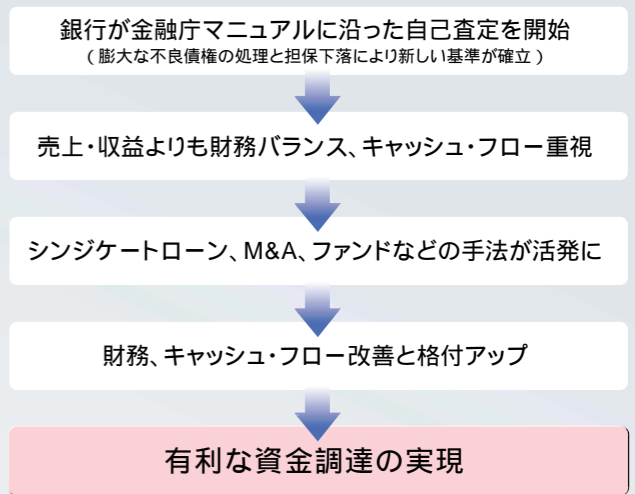 銀行が金融庁マニュアルに沿った自己査定を開始
(膨大な不良債権の処理と担保下落により新しい基準が確立)
売上・収益よりも財務バランス、キャッシュ・フロー重視
シンジケートローン、M&A、ファンドなどの手法が活発に
財務、キャッシュ・フロー改善と格付アップ
有利な資金調達の実現